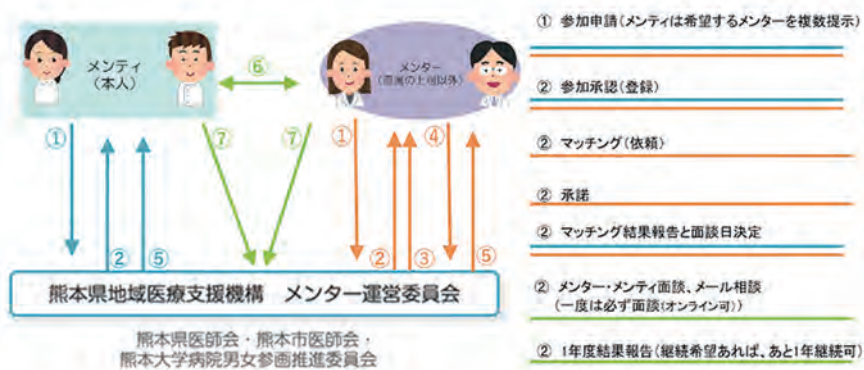 メンティ
(本人)
メンター
(直属の上司以外)
⑥
①
⑦
⑦
①
④
②
⑤
②
③
⑤
熊本県地域医療支援機構 メンター運営委員会
熊本県医師会・熊本市医師会・
熊本大学病院男女参画推進委員会
① 参加申請(メンティは希望するメンターを複数提示)
② 参加承認(登録)
② マッチング(依頼)
② 承諾
② マッチング結果報告と面談日決定
② メンター・メンティ面談、メール相談
(一度は必ず面談(オンライン可))
② 1年度結果報告(継続希望あれば、あと1年継続可)